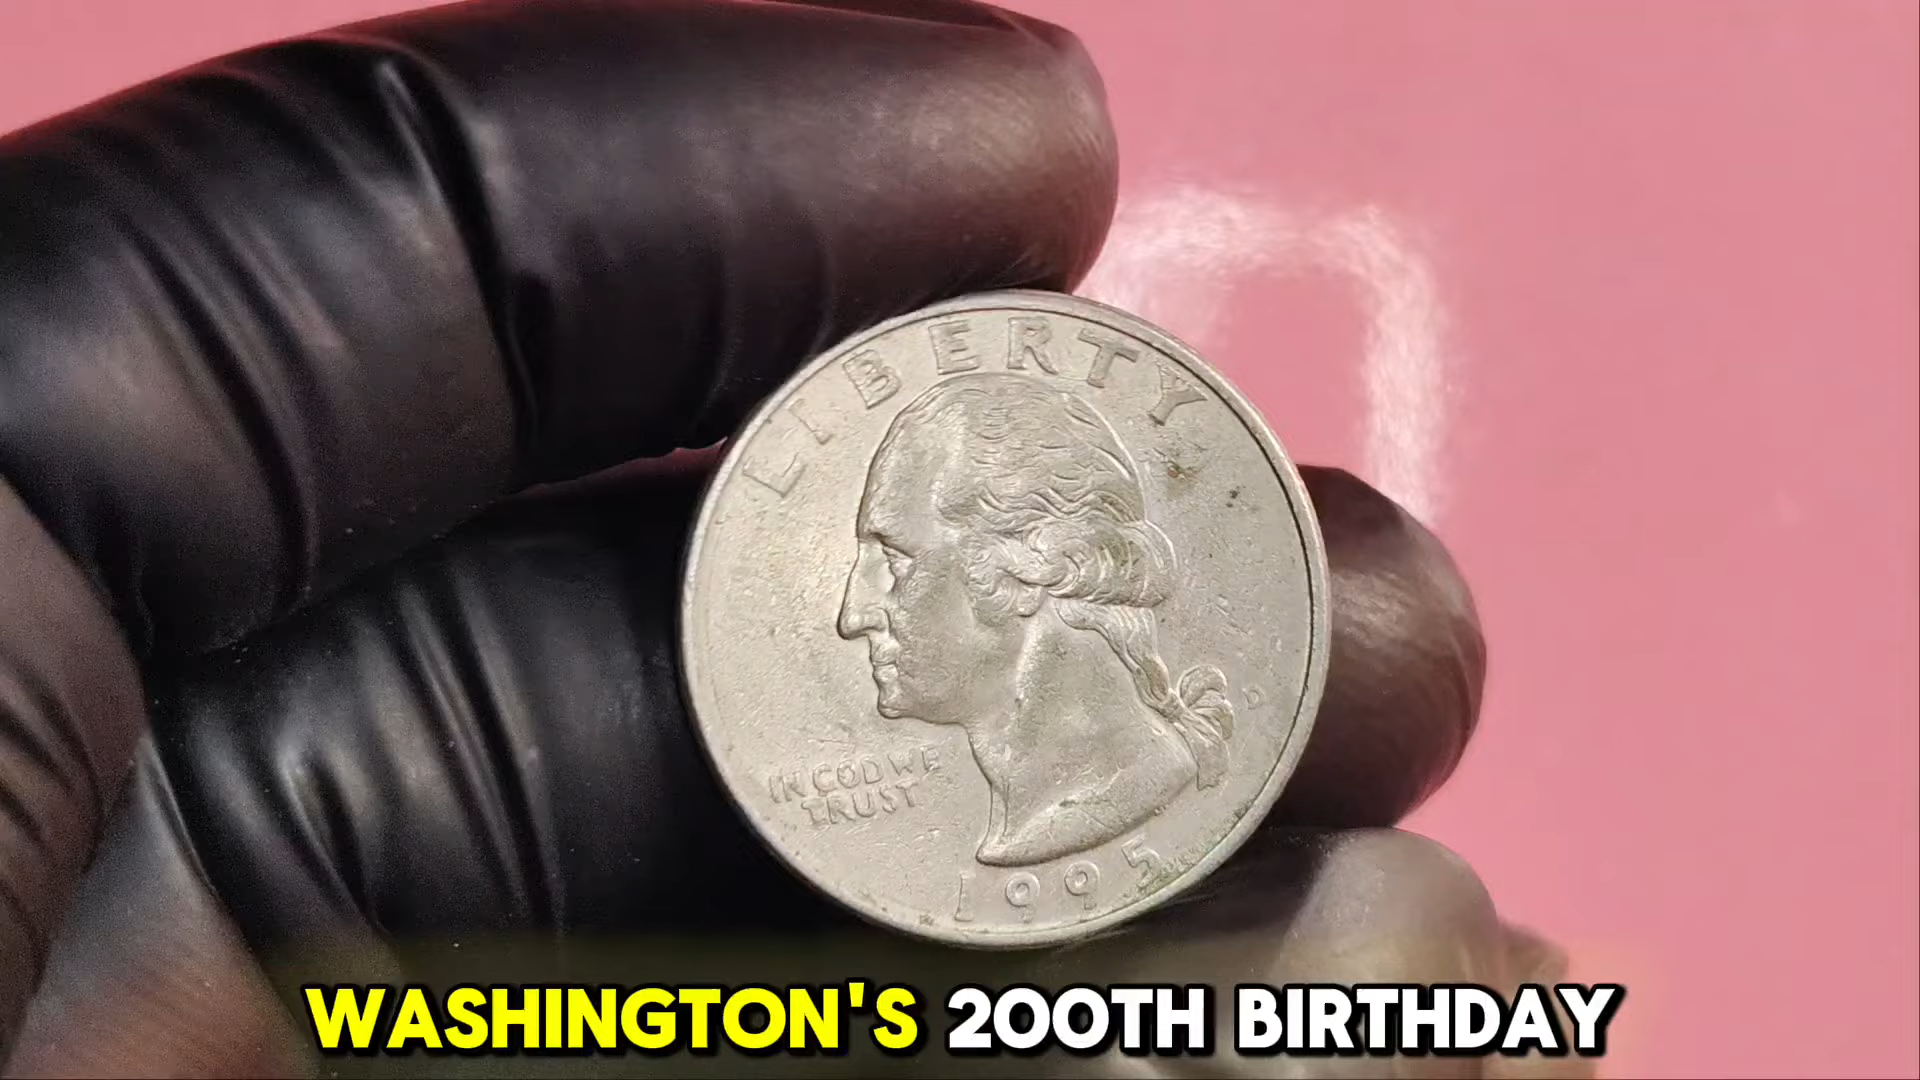 LIBERTY
IN GOD WE
TRUST
D
1995
WASHINGTON'S 200TH BIRTHDAY